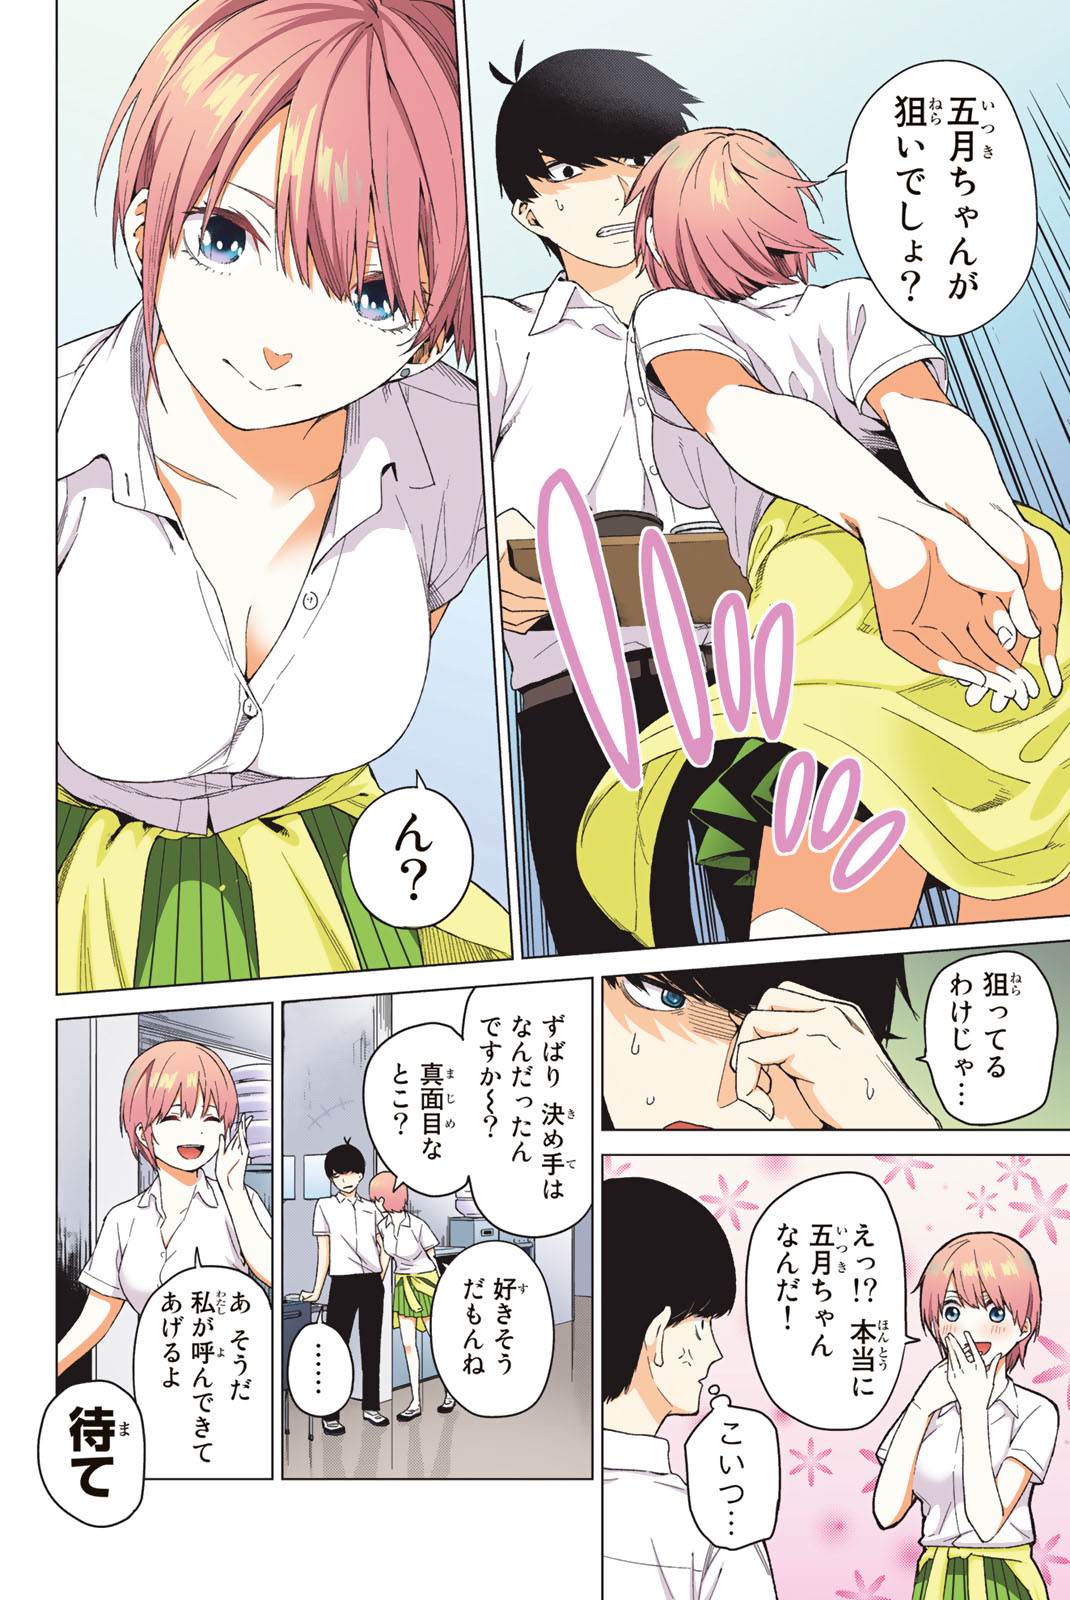 五月ちゃんが
狙いでしょ？
ん？
狙ってる
わけじゃ…
えっ!? 本当に
五月ちゃん
なんだ！
こいつ…
ずばり 決め手は
なんだったん
ですか〜？
真面目な
とこ？
好きそう
だもんね
……
あ そうだ
私が呼んできて
あげるよ
待て